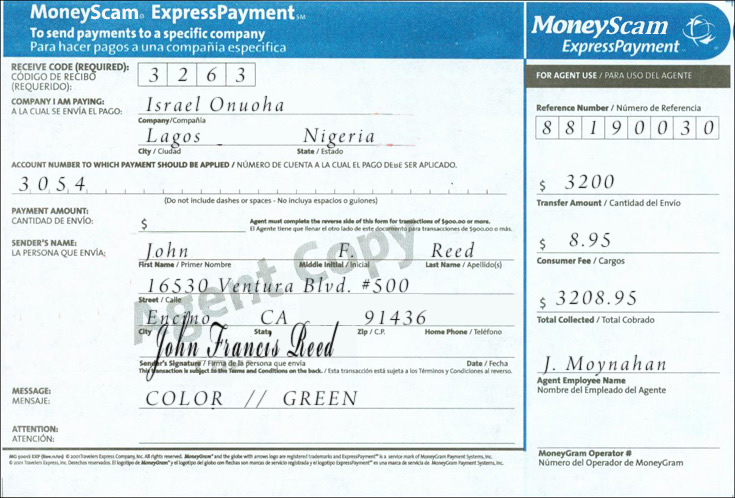 MoneyScam® ExpressPayment℠
To send payments to a specific company
Para hacer pagos a una compañia especifica
RECEIVE CODE (REQUIRED):
CÓDIGO DE RECIBO
(REQUERIDO):
3 2 6 3
COMPANY I AM PAYING:
A LA CUAL SE ENVÍA EL PAGO:
Israel Onuoha
Company/Compañía
Lagos Nigeria
City / Ciudad State / Estado
ACCOUNT NUMBER TO WHICH PAYMENT SHOULD BE APPLIED / NÚMERO DE CUENTA A LA CUAL EL PAGO DEBE SER APLICADO.
3 0 5 4
(Do not include dashes or spaces - No incluya espacios o guiones)
PAYMENT AMOUNT:
CANTIDAD DE ENVÍO:
$
Agent must complete the reverse side of this form for transactions of $900.00 or more.
El Agente tiene que llenar el otro lado de este documento para transacciones de $900.00 o más.
SENDER'S NAME:
LA PERSONA QUE ENVÍA:
John F. Reed
First Name / Primer Nombre Middle Initial / Inicial Last Name / Apellido(s)
16530 Ventura Blvd. #500
Street / Calle
Encino CA 91436
City State Zip / C.P. Home Phone / Teléfono
John Francis Reed
Sender's Signature / Firma de la persona que envía Date / Fecha
This transaction is subject to the Terms and Conditions on the back. / Esta transacción está sujeta a los Términos y Condiciones al reverso.
Agent Copy
MESSAGE:
MENSAJE:
COLOR // GREEN
ATTENTION:
ATENCIÓN:
MoneyScam
ExpressPayment℠
FOR AGENT USE / PARA USO DEL AGENTE
Reference Number / Número de Referencia
8 8 1 9 0 0 3 0
$ 3200
Transfer Amount / Cantidad del Envío
$ 8.95
Consumer Fee / Cargos
$ 3208.95
Total Collected / Total Cobrado
J. Moynahan
Agent Employee Name
Nombre del Empleado del Agente
MoneyGram Operator #
Número del Operador de MoneyGram